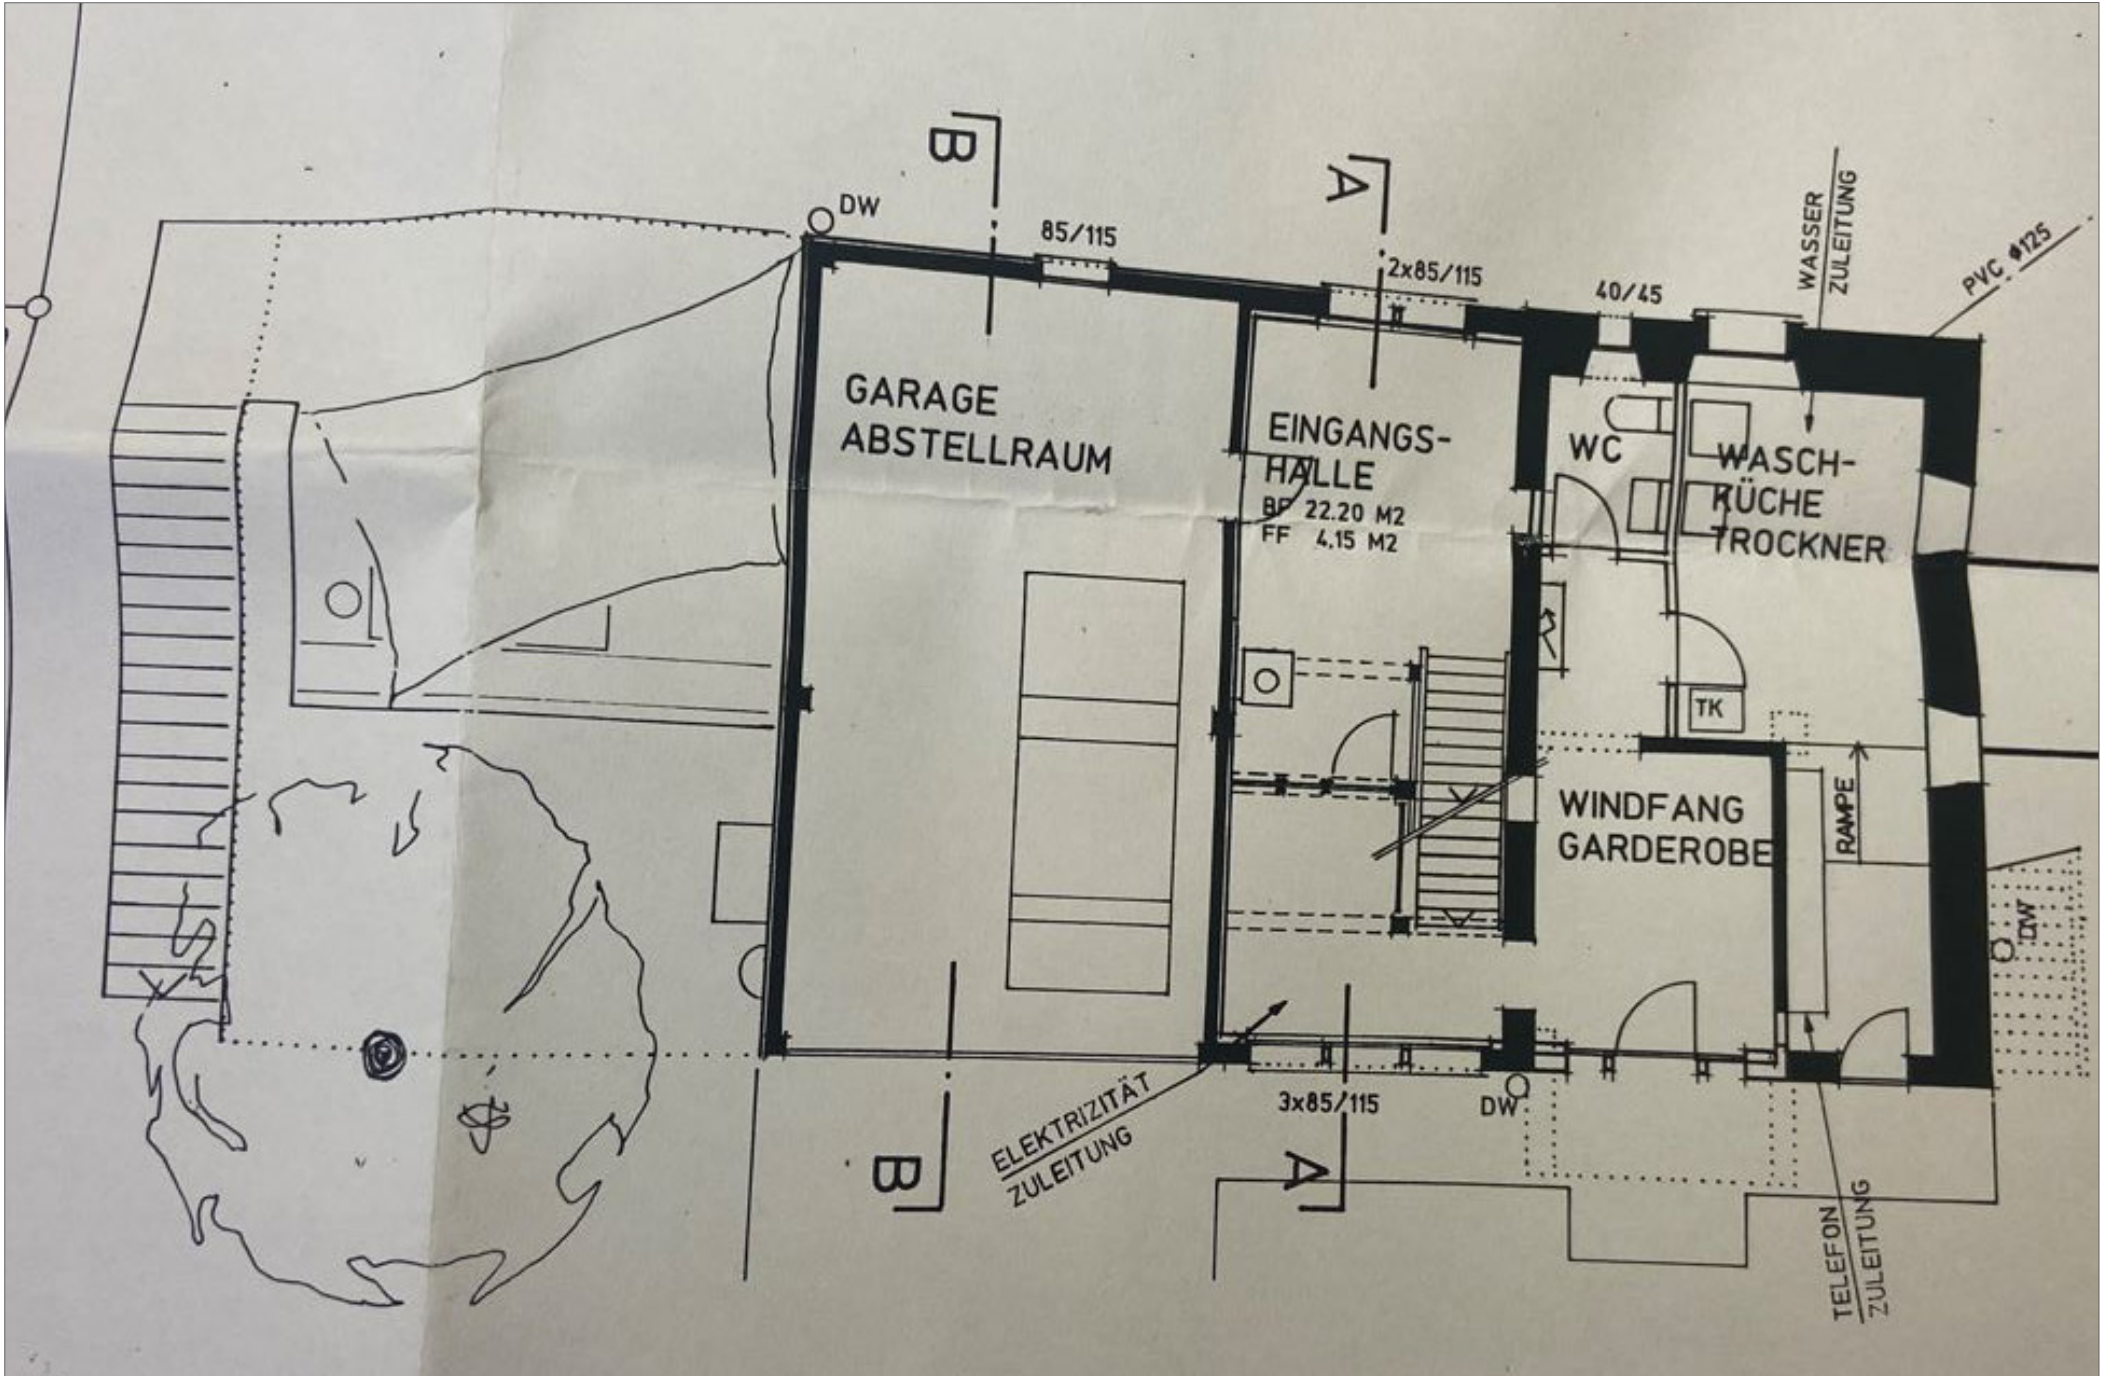 B
A
DW
85/115
2x85/115
40/45
WASSER
ZULEITUNG
PVC Ø125
GARAGE
ABSTELLRAUM
EINGANGS-
HALLE
BF 22.20 M2
FF 4.15 M2
WC
WASCH-
KÜCHE
TROCKNER
TK
WINDFANG
GARDEROBE
RAMPE
DW
ELEKTRIZITÄT
ZULEITUNG
3x85/115
DW
B
A
TELEFON
ZULEITUNG